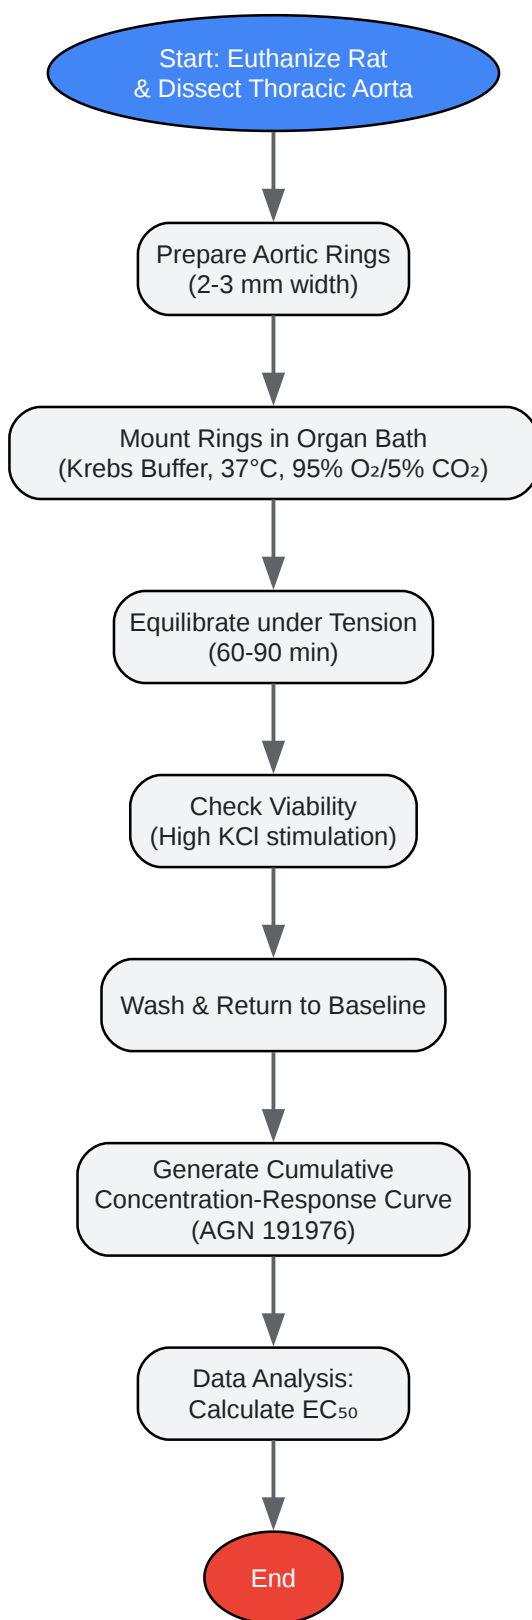 Start: Euthanize Rat
& Dissect Thoracic Aorta
Prepare Aortic Rings
(2-3 mm width)
Mount Rings in Organ Bath
(Krebs Buffer, 37°C, 95% O₂/5% CO₂)
Equilibrate under Tension
(60-90 min)
Check Viability
(High KCl stimulation)
Wash & Return to Baseline
Generate Cumulative
Concentration-Response Curve
(AGN 191976)
Data Analysis:
Calculate EC₅₀
End